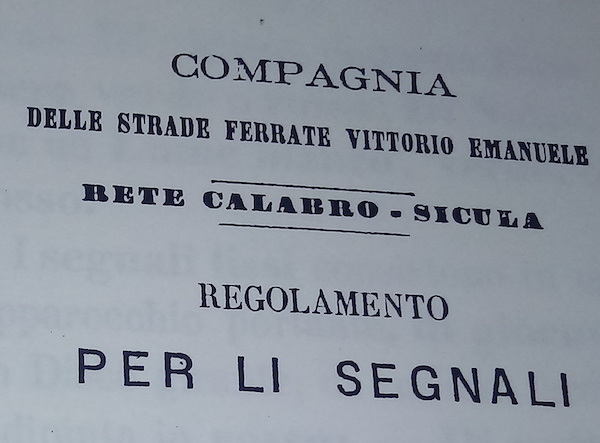 COMPAGNIA
DELLE STRADE FERRATE VITTORIO EMANUELE
RETE CALABRO - SICULA
REGOLAMENTO
PER LI SEGNALI